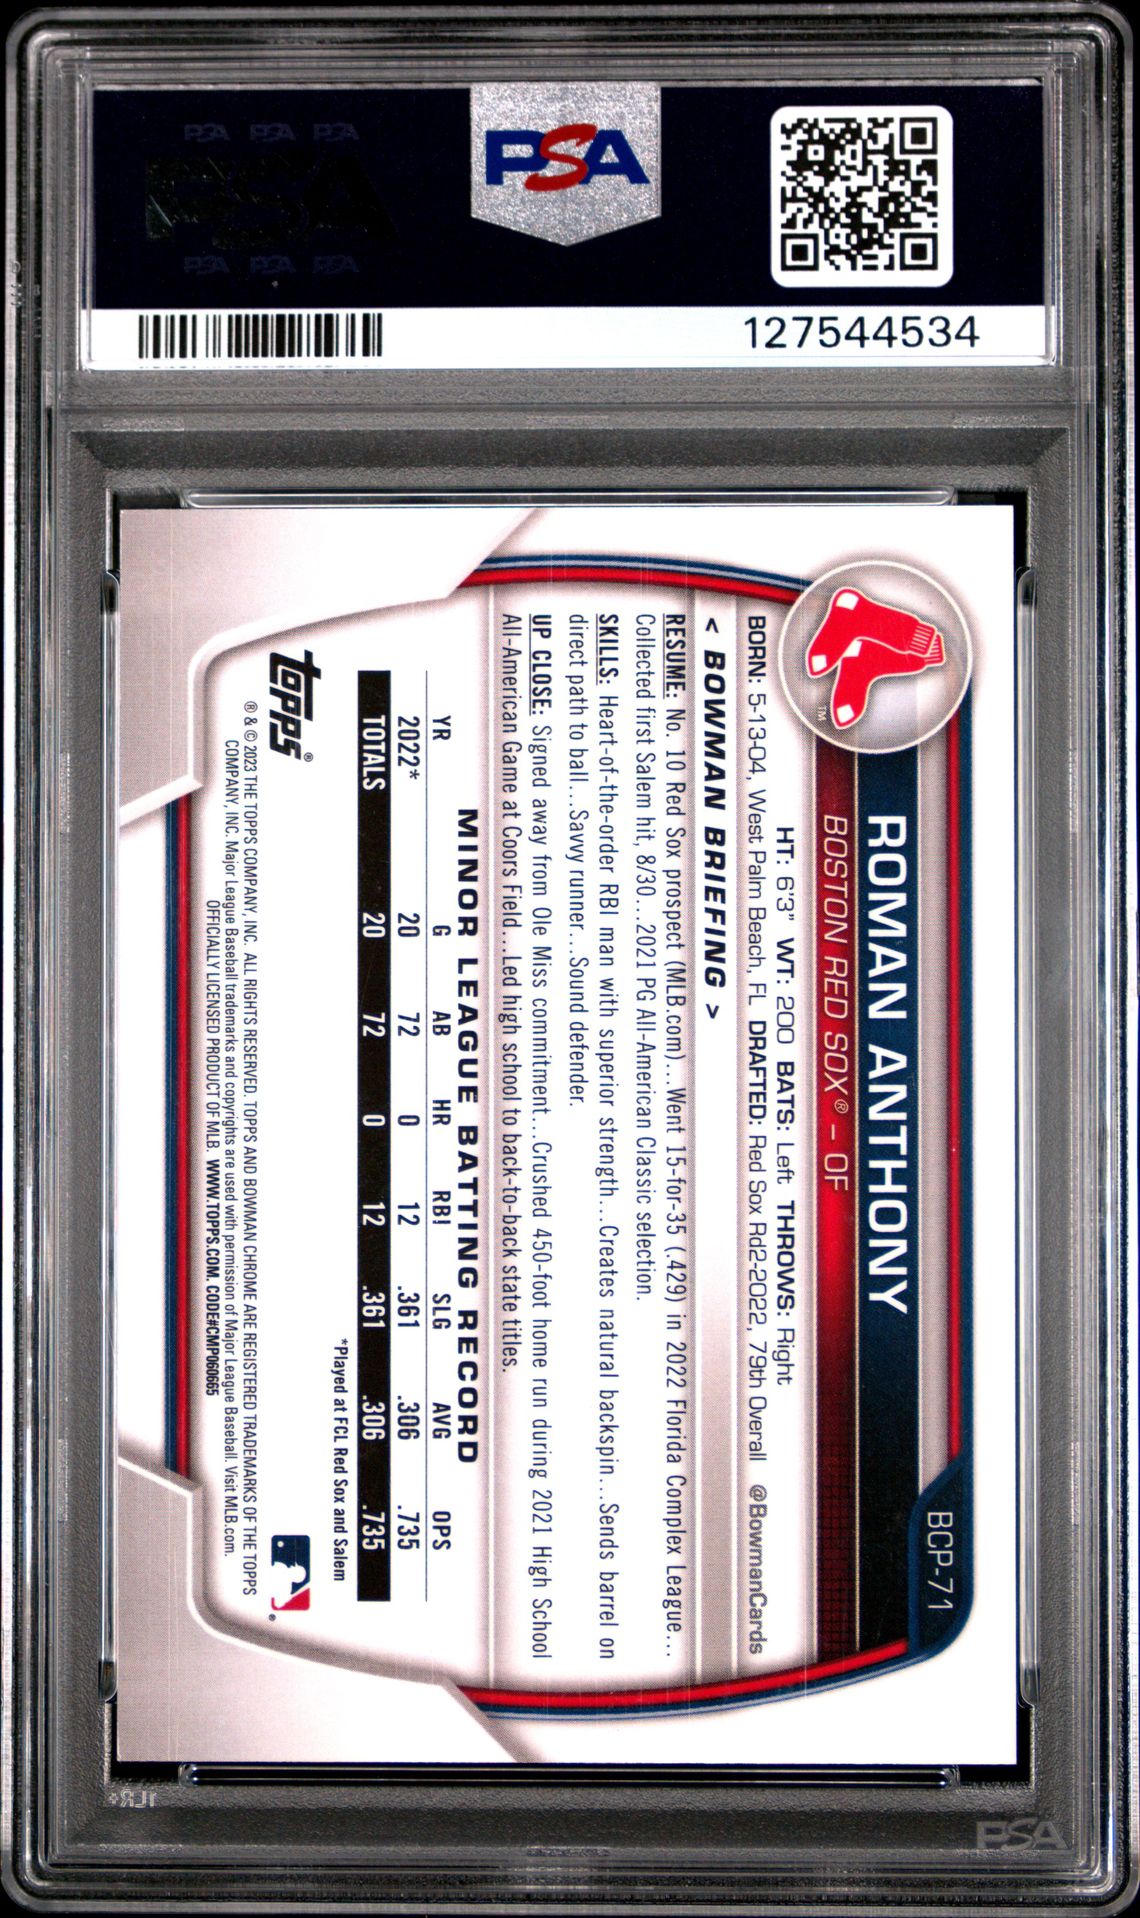 PSA PSA PSA
PSA
PSA PSA PSA
PSA
127544534
BCP-71
ROMAN ANTHONY
BOSTON RED SOX® – OF
TM
HT: 6'3" WT: 200 BATS: Left THROWS: Right
BORN: 5-13-04, West Palm Beach, FL DRAFTED: Red Sox Rd2-2022, 79th Overall @BowmanCards
< BOWMAN BRIEFING >
RESUME: No. 10 Red Sox prospect (MLB.com)...Went 15-for-35 (.429) in 2022 Florida Complex League...
Collected first Salem hit, 8/30...2021 PG All-American Classic selection.
SKILLS: Heart-of-the-order RBI man with superior strength...Creates natural backspin...Sends barrel on
direct path to ball...Savvy runner...Sound defender.
UP CLOSE: Signed away from Ole Miss commitment...Crushed 450-foot home run during 2021 High School
All-American Game at Coors Field...Led high school to back-to-back state titles.
MINOR LEAGUE BATTING RECORD
YR G AB HR RBI SLG AVG OPS
2022* 20 72 0 12 .361 .306 .735
TOTALS 20 72 0 12 .361 .306 .735
*Played at FCL Red Sox and Salem
topps®
® & © 2023 THE TOPPS COMPANY, INC. ALL RIGHTS RESERVED. TOPPS AND BOWMAN CHROME ARE REGISTERED TRADEMARKS OF THE TOPPS
COMPANY, INC. Major League Baseball trademarks and copyrights are used with permission of Major League Baseball. Visit MLB.com.
OFFICIALLY LICENSED PRODUCT OF MLB. WWW.TOPPS.COM. CODE#CMP060665
®
PSA